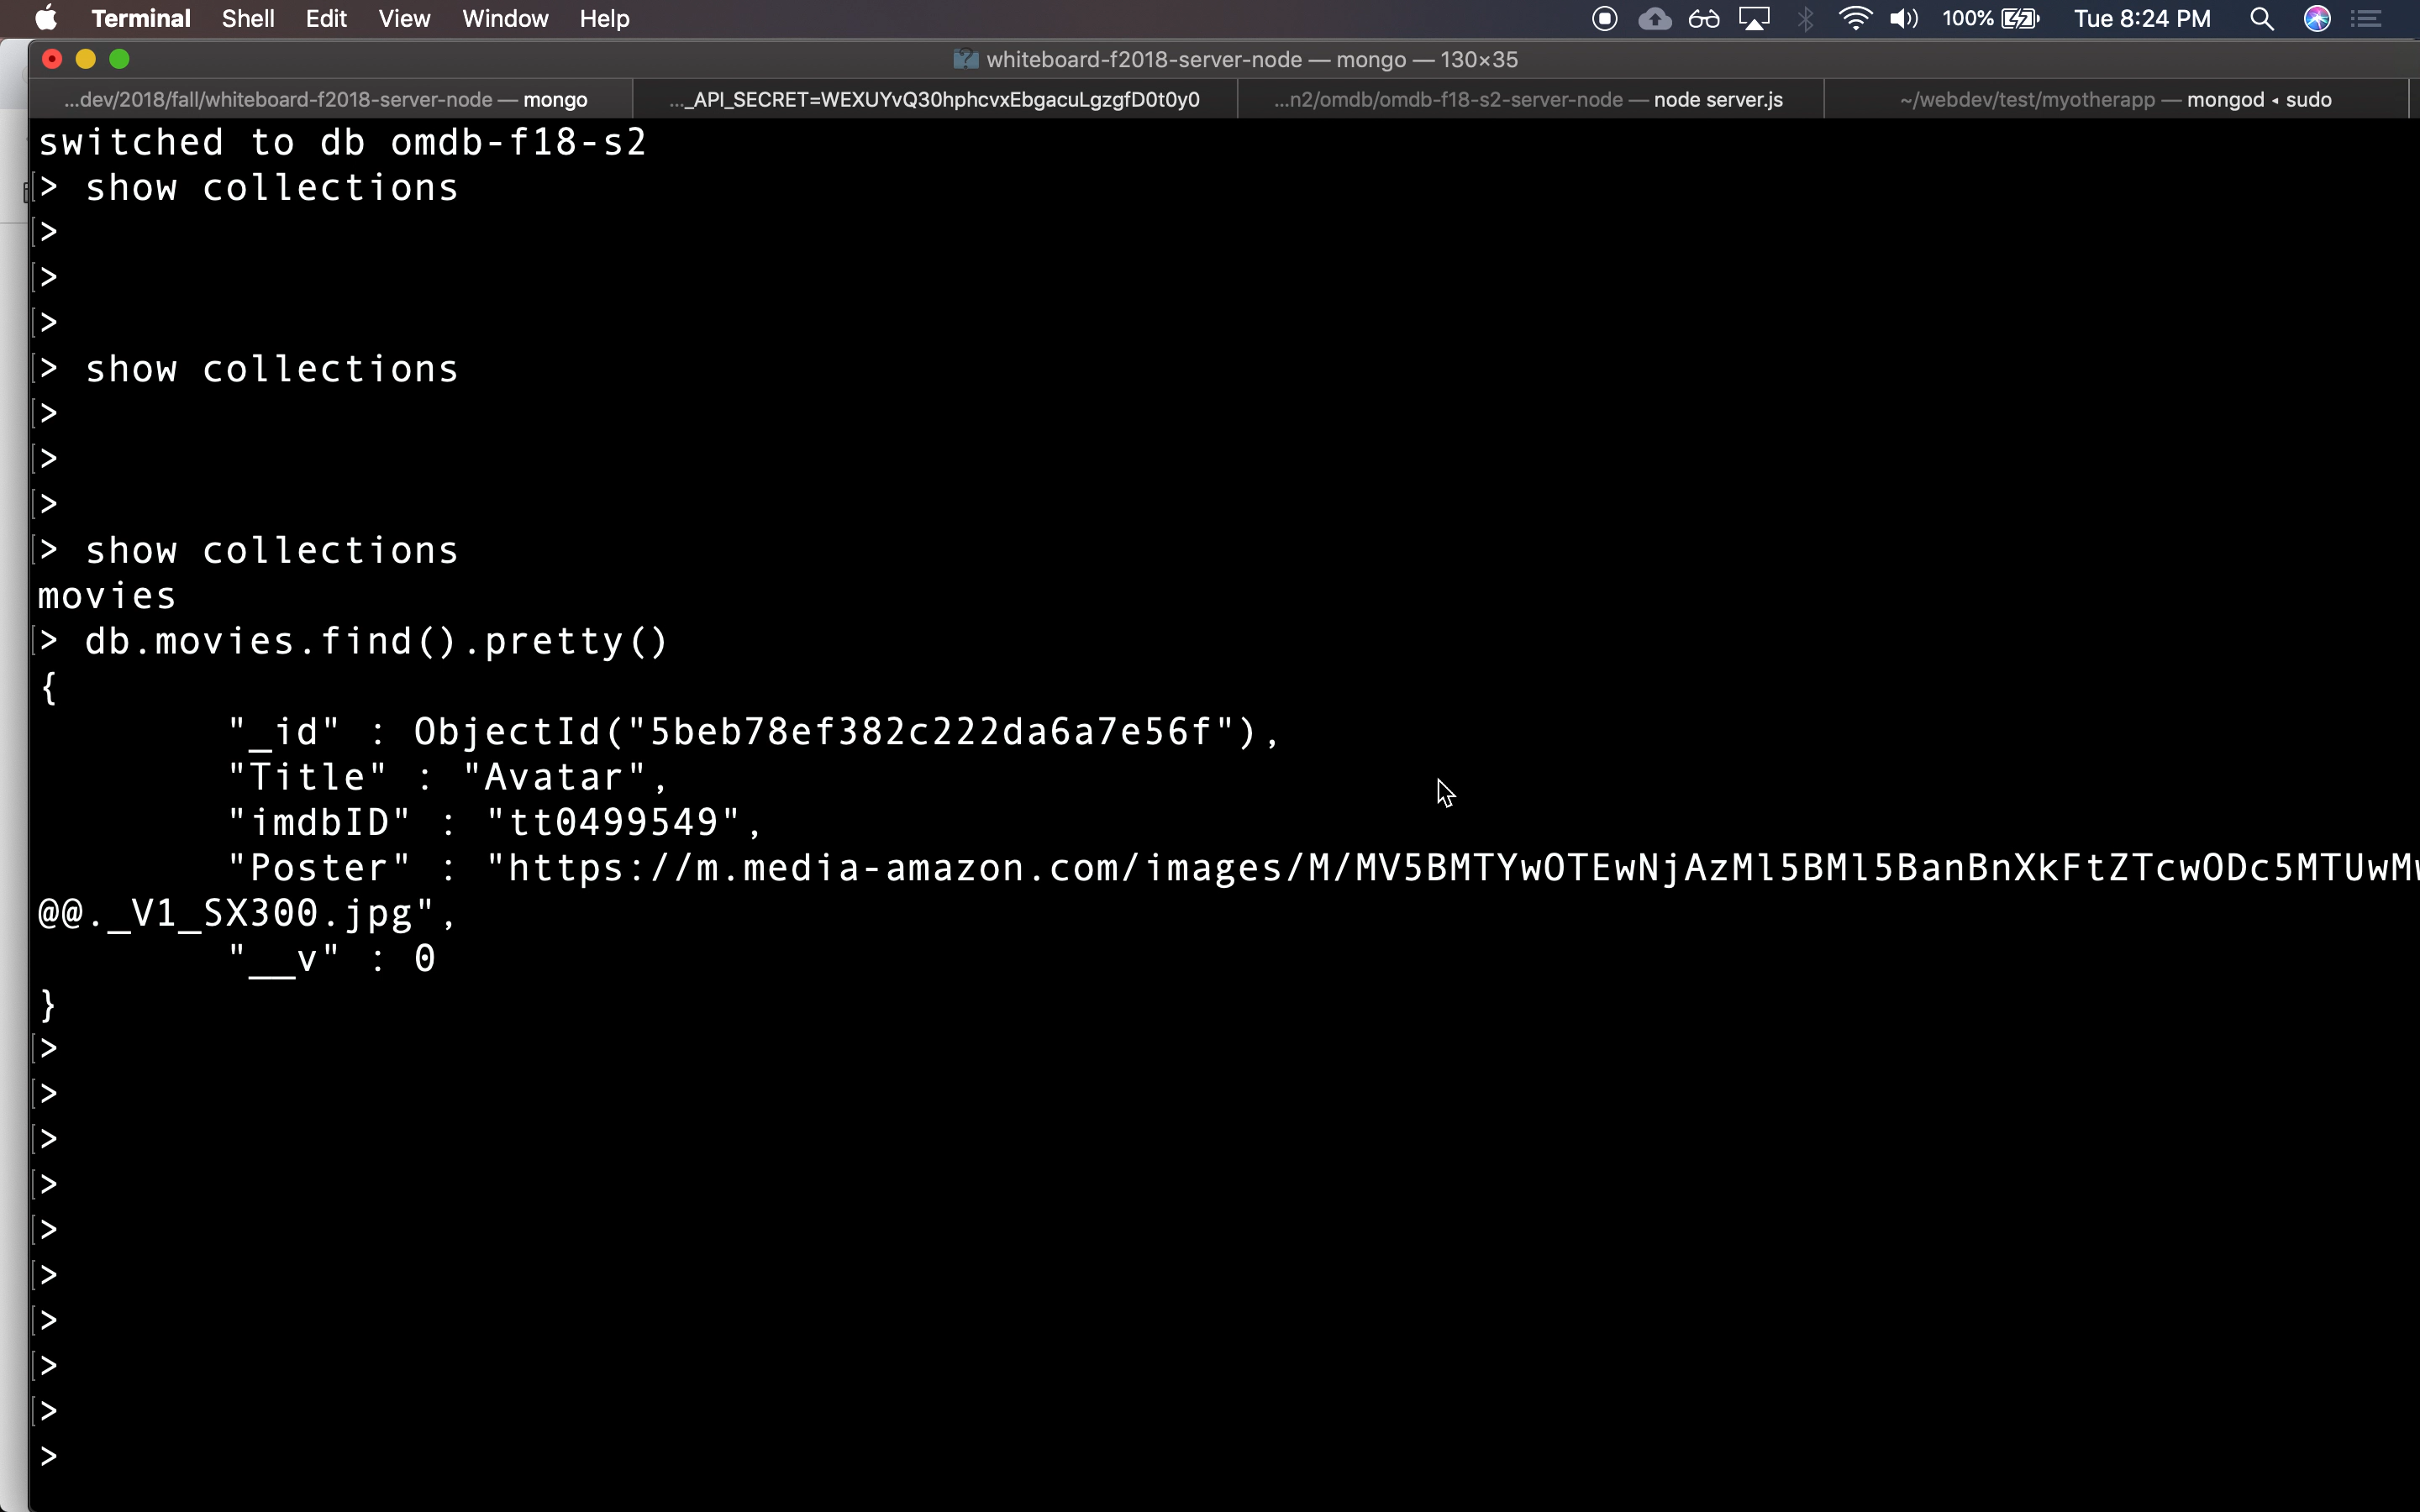 Terminal Shell Edit View Window Help 100% Tue 8:24 PM
whiteboard-f2018-server-node — mongo — 130×35
...dev/2018/fall/whiteboard-f2018-server-node — mongo ..._API_SECRET=WEXUYvQ30hphcvxEbgacuLgzgfD0t0y0 ...n2/omdb/omdb-f18-s2-server-node — node server.js ~/webdev/test/myotherapp — mongod ◂ sudo
switched to db omdb-f18-s2
> show collections
>
>
>
> show collections
>
>
>
> show collections
movies
> db.movies.find().pretty()
{
"_id" : ObjectId("5beb78ef382c222da6a7e56f"),
"Title" : "Avatar",
"imdbID" : "tt0499549",
"Poster" : "https://m.media-amazon.com/images/M/MV5BMTYwOTEwNjAzMl5BMl5BanBnXkFtZTcwODc5MTUwMw
@@._V1_SX300.jpg",
"__v" : 0
}
>
>
>
>
>
>
>
>
>
>